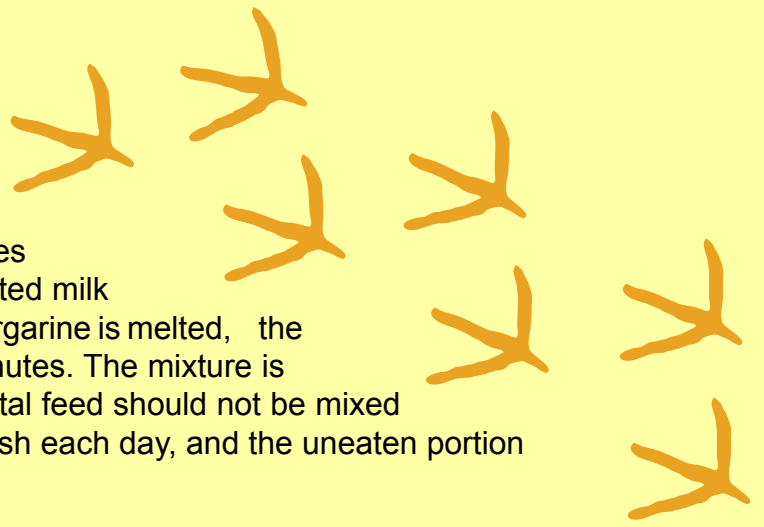 es
ted milk
rgarine is melted, the
nutes. The mixture is
tal feed should not be mixed
sh each day, and the uneaten portion